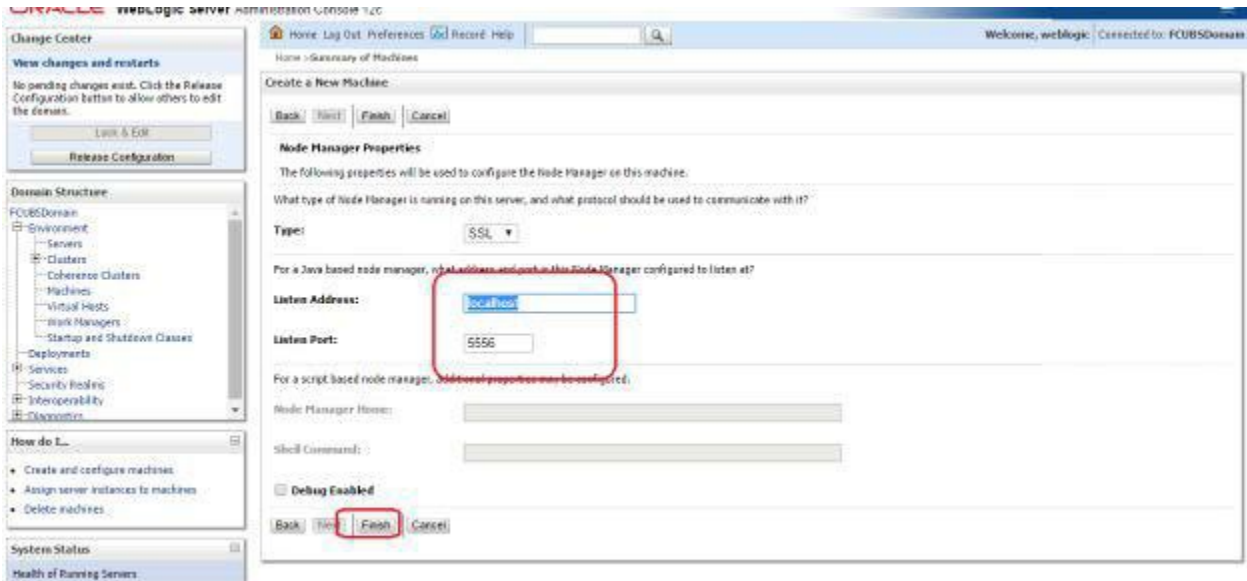 ORACLE WebLogic Server Administration Console 12c
Change Center
View changes and restarts
No pending changes exist. Click the Release
Configuration button to allow others to edit
the domain.
Lock & Edit
Release Configuration
Domain Structure
FCUBSDomain
Environment
Servers
Clusters
Coherence Clusters
Machines
Virtual Hosts
Work Managers
Startup and Shutdown Classes
Deployments
Services
Security Realms
Interoperability
Diagnostics
How do I...
Create and configure machines
Assign server instances to machines
Delete machines
System Status
Health of Running Servers
Home Log Out Preferences Record Help
Welcome, weblogic Connected to: FCUBSDomain
Home >Summary of Machines
Create a New Machine
Back Next Finish Cancel
Node Manager Properties
The following properties will be used to configure the Node Manager on this machine.
What type of Node Manager is running on this server, and what protocol should be used to communicate with it?
Type: SSL
For a Java based node manager, what address and port is this Node Manager configured to listen at?
Listen Address: localhost
Listen Port: 5556
For a script based node manager, additional properties may be configured.
Node Manager Home:
Shell Command:
Debug Enabled
Back Next Finish Cancel